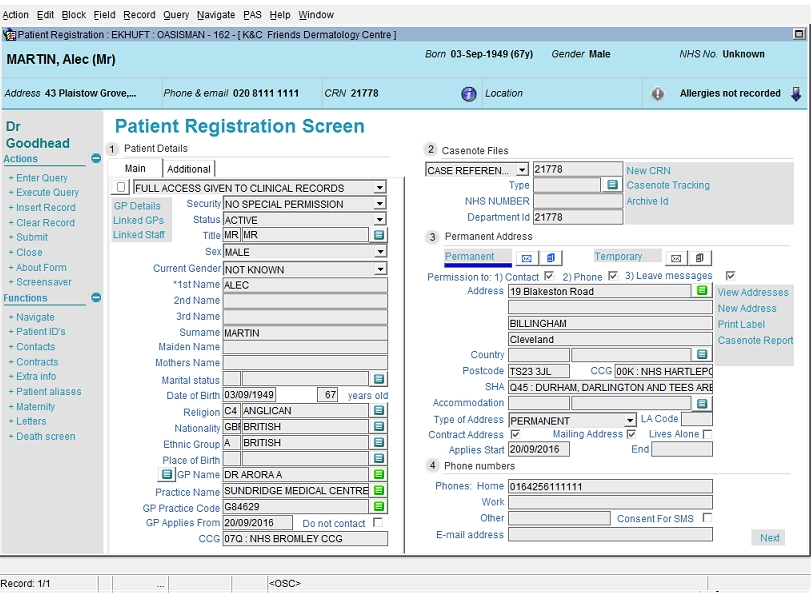 Action Edit Block Field Record Query Navigate PAS Help Window
Patient Registration : EKHUFT : OASISMAN - 162 - [ K&C Friends Dermatology Centre ]
MARTIN, Alec (Mr)
Born 03-Sep-1949 (67y) Gender Male NHS No. Unknown
Address 43 Plaistow Grove,... Phone & email 020 8111 1111 CRN 21778 Location Allergies not recorded
Dr Goodhead
Actions
+ Enter Query
+ Execute Query
+ Insert Record
+ Clear Record
+ Submit
+ Close
+ About Form
+ Screensaver
Functions
+ Navigate
+ Patient ID's
+ Contacts
+ Contracts
+ Extra info
+ Patient aliases
+ Maternity
+ Letters
+ Death screen
Patient Registration Screen
1 Patient Details
Main Additional
FULL ACCESS GIVEN TO CLINICAL RECORDS
GP Details
Linked GPs
Linked Staff
Security NO SPECIAL PERMISSION
Status ACTIVE
Title MR MR
Sex MALE
Current Gender NOT KNOWN
*1st Name ALEC
2nd Name
3rd Name
Surname MARTIN
Maiden Name
Mothers Name
Marital status
Date of Birth 03/09/1949 67 years old
Religion C4 ANGLICAN
Nationality GBR BRITISH
Ethnic Group A BRITISH
Place of Birth
GP Name DR ARORA A
Practice Name SUNDRIDGE MEDICAL CENTRE
GP Practice Code G84629
GP Applies From 20/09/2016 Do not contact
CCG 07Q : NHS BROMLEY CCG
2 Casenote Files
CASE REFEREN... 21778 New CRN
Type Casenote Tracking
NHS NUMBER Archive Id
Department Id 21778
3 Permanent Address
Permanent Temporary
Permission to: 1) Contact 2) Phone 3) Leave messages
Address 19 Blakeston Road View Addresses
New Address
BILLINGHAM Print Label
Cleveland Casenote Report
Country
Postcode TS23 3JL CCG 00K : NHS HARTLEPO
SHA Q45 : DURHAM, DARLINGTON AND TEES ARE
Accommodation
Type of Address PERMANENT LA Code
Contract Address Mailing Address Lives Alone
Applies Start 20/09/2016 End
4 Phone numbers
Phones: Home 0164256111111
Work
Other Consent For SMS
E-mail address
Next
Record: 1/1 ... <OSC>